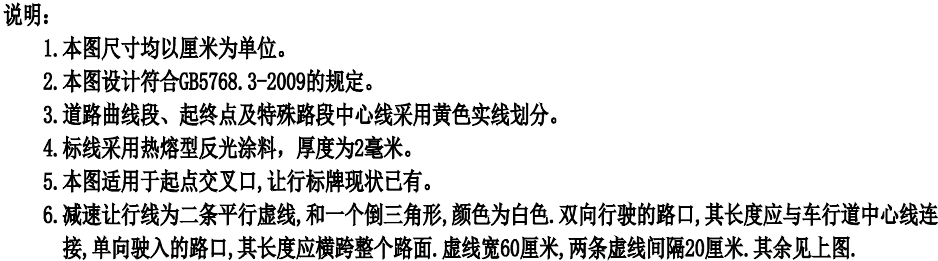 说明：
1.本图尺寸均以厘米为单位。
2.本图设计符合GB5768.3-2009的规定。
3.道路曲线段、起终点及特殊路段中心线采用黄色实线划分。
4.标线采用热熔型反光涂料，厚度为2毫米。
5.本图适用于起点交叉口,让行标牌现状已有。
6.减速让行线为二条平行虚线,和一个倒三角形,颜色为白色.双向行驶的路口,其长度应与车行道中心线连
接,单向驶入的路口,其长度应横跨整个路面.虚线宽60厘米,两条虚线间隔20厘米.其余见上图.